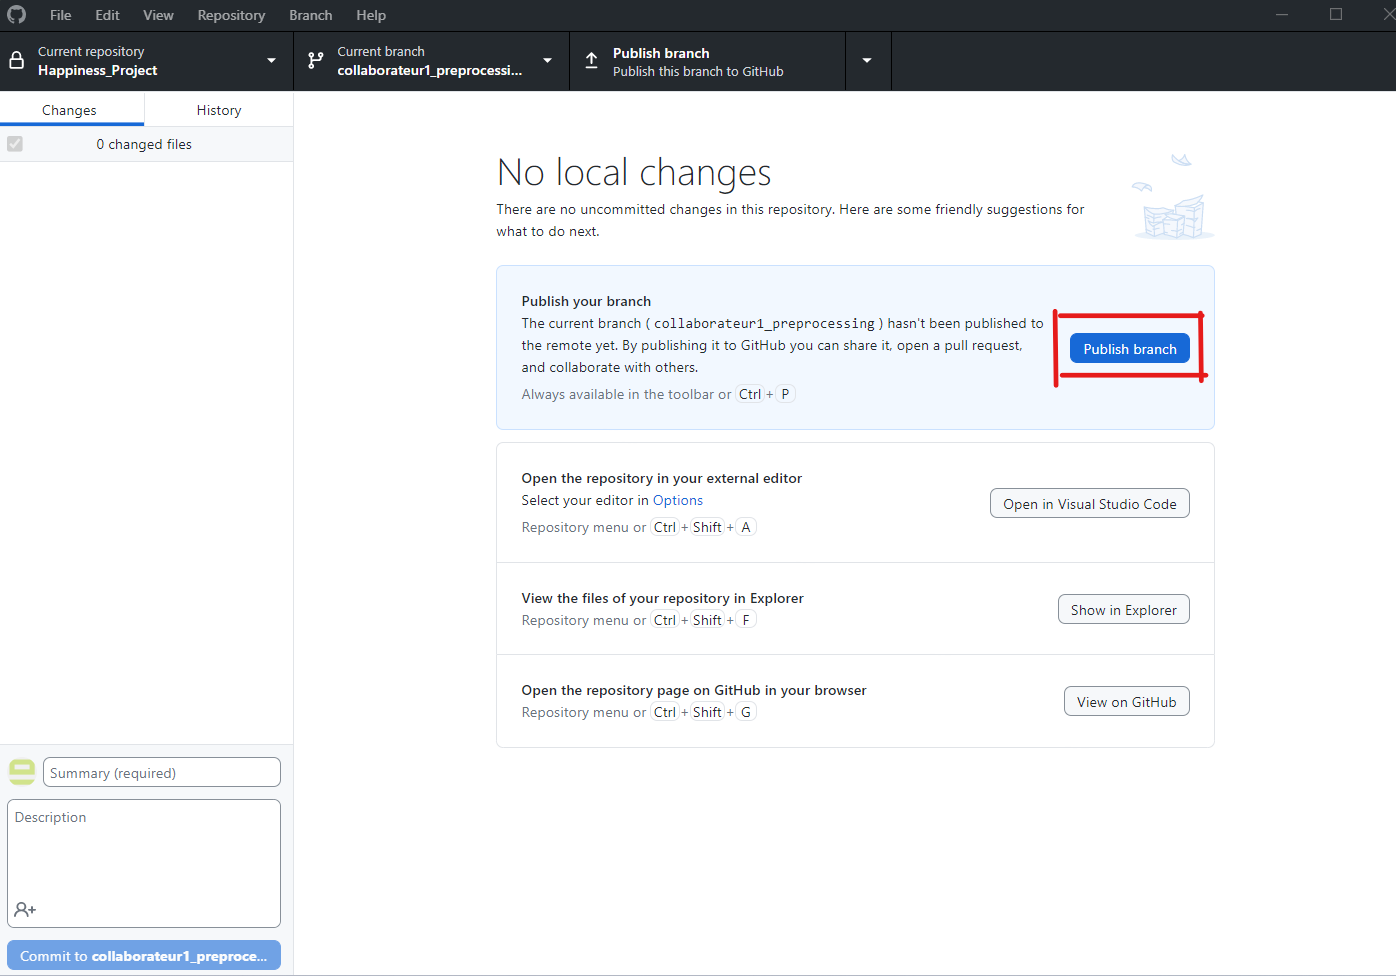 File Edit View Repository Branch Help
Current repository
Happiness_Project
Current branch
collaborateur1_preprocessi...
Publish branch
Publish this branch to GitHub
Changes
History
0 changed files
No local changes
There are no uncommitted changes in this repository. Here are some friendly suggestions for
what to do next.
Publish your branch
The current branch ( collaborateur1_preprocessing ) hasn't been published to
the remote yet. By publishing it to GitHub you can share it, open a pull request,
and collaborate with others.
Always available in the toolbar or Ctrl + P
Publish branch
Open the repository in your external editor
Select your editor in Options
Repository menu or Ctrl + Shift + A
Open in Visual Studio Code
View the files of your repository in Explorer
Repository menu or Ctrl + Shift + F
Show in Explorer
Open the repository page on GitHub in your browser
Repository menu or Ctrl + Shift + G
View on GitHub
Summary (required)
Description
Commit to collaborateur1_preproce...